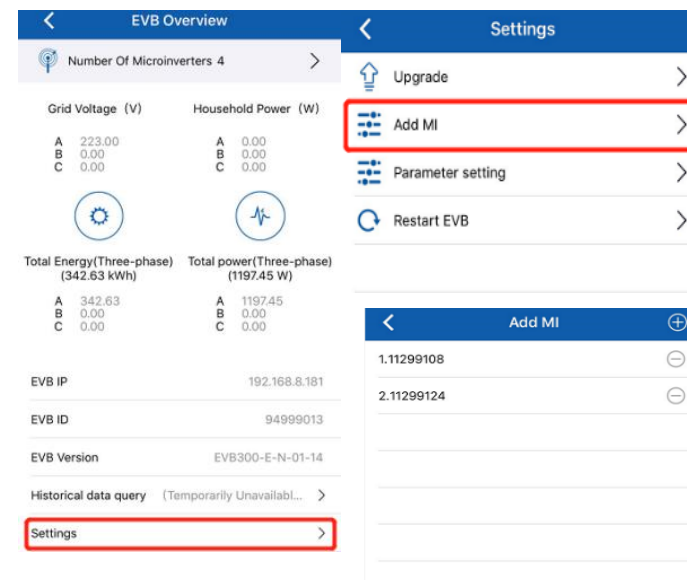 EVB Overview
Number Of Microinverters 4
Grid Voltage (V) Household Power (W)
A 223.00 A 0.00
B 0.00 B 0.00
C 0.00 C 0.00
Total Energy(Three-phase) Total power(Three-phase)
(342.63 kWh) (1197.45 W)
A 342.63 A 1197.45
B 0.00 B 0.00
C 0.00 C 0.00
EVB IP 192.168.8.181
EVB ID 94999013
EVB Version EVB300-E-N-01-14
Historical data query (Temporarily Unavailabl...
Settings
Settings
Upgrade
Add MI
Parameter setting
Restart EVB
Add MI
1.11299108
2.11299124